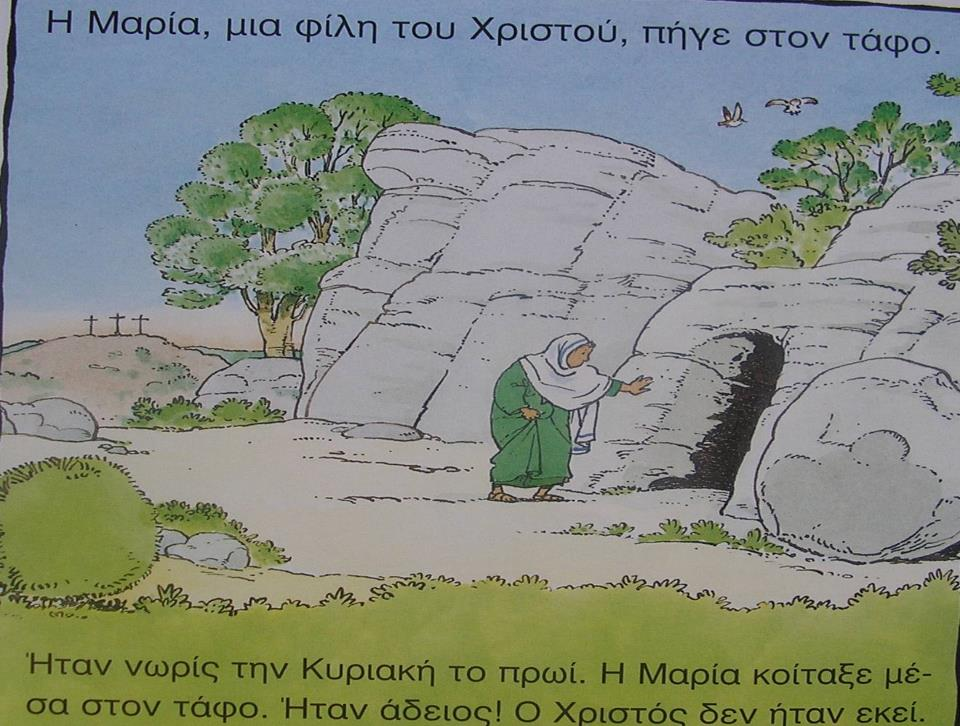 Η Μαρία, μια φίλη του Χριστού, πήγε στον τάφο.
Ήταν νωρίς την Κυριακή το πρωί. Η Μαρία κοίταξε μέ-
σα στον τάφο. Ήταν άδειος! Ο Χριστός δεν ήταν εκεί.